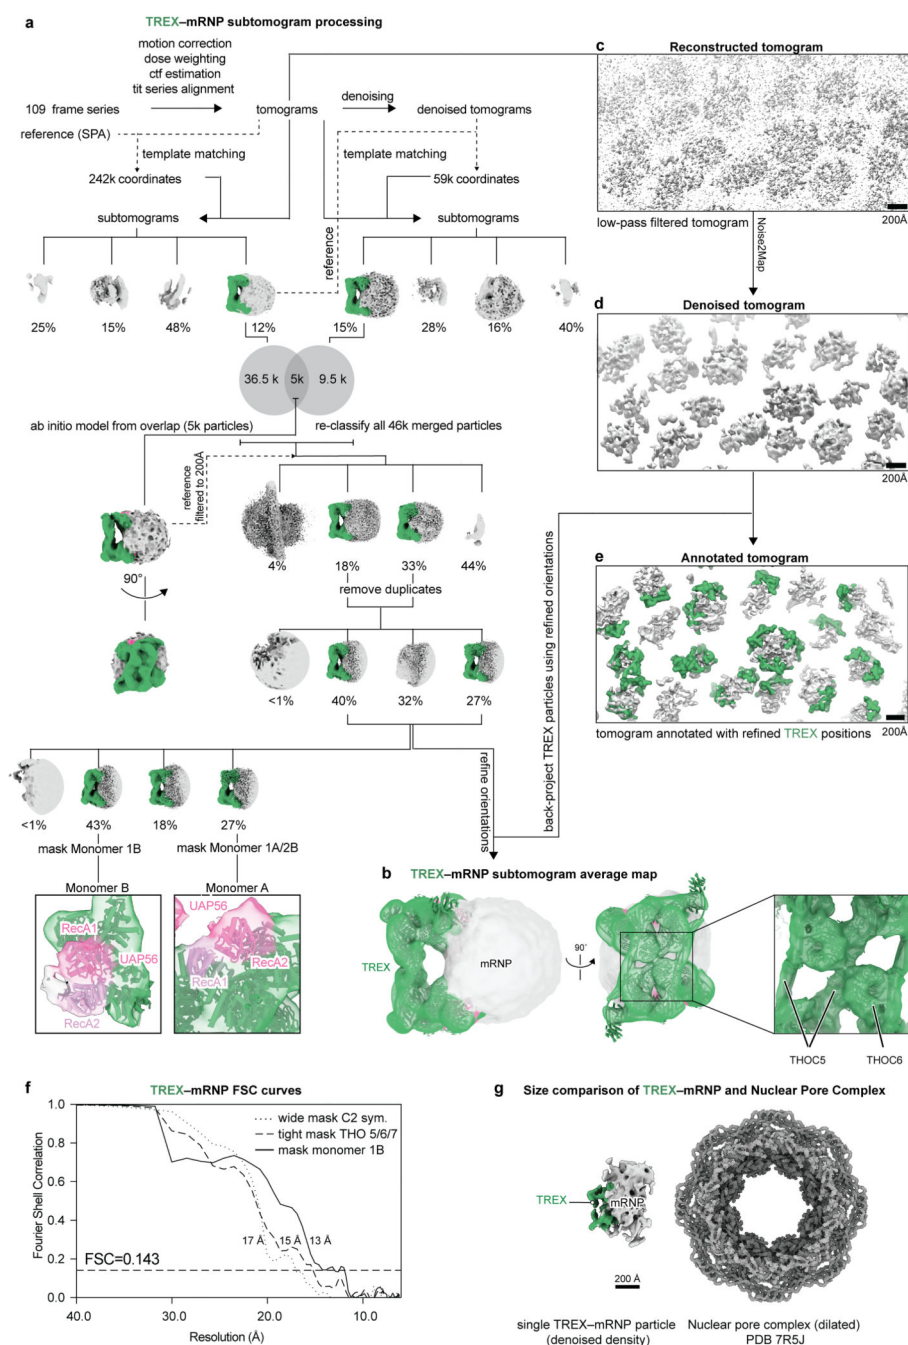 a TREX–mRNP subtomogram processing
motion correction
dose weighting
ctf estimation
tit series alignment
109 frame series
tomograms
denoising
denoised tomograms
reference (SPA)
template matching
template matching
242k coordinates
59k coordinates
subtomograms
subtomograms
reference
25%
15%
48%
12%
15%
28%
16%
40%
36.5 k
5k
9.5 k
ab initio model from overlap (5k particles)
re-classify all 46k merged particles
reference
filtered to 200Å
90°
4%
18%
33%
44%
remove duplicates
<1%
40%
32%
27%
refine orientations
back-project TREX particles using refined orientations
<1%
43%
18%
27%
mask Monomer 1B
mask Monomer 1A/2B
Monomer B
RecA1
UAP56
RecA2
Monomer A
UAP56
RecA1
RecA2
c Reconstructed tomogram
200Å
low-pass filtered tomogram
Noise2Map
d Denoised tomogram
200Å
e Annotated tomogram
200Å
tomogram annotated with refined TREX positions
b TREX–mRNP subtomogram average map
TREX
mRNP
90°
THOC5
THOC6
f TREX–mRNP FSC curves
Fourier Shell Correlation
1.0
0.8
0.6
0.4
0.2
0.0
wide mask C2 sym.
tight mask THO 5/6/7
mask monomer 1B
17 Å
15 Å
13 Å
FSC=0.143
40.0
30.0
20.0
10.0
Resolution (Å)
g Size comparison of TREX–mRNP and Nuclear Pore Complex
TREX
mRNP
200 Å
single TREX–mRNP particle
(denoised density)
Nuclear pore complex (dilated)
PDB 7R5J